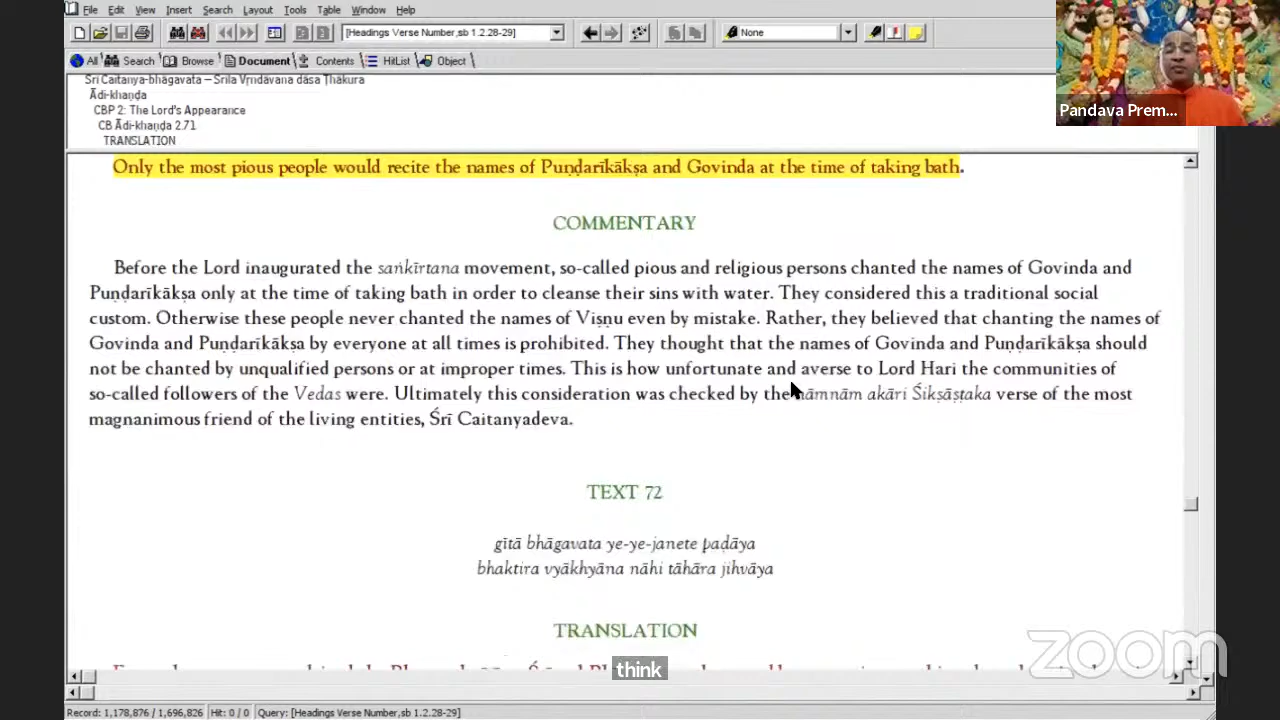 File Edit View Insert Search Layout Tools Table Window Help
[Headings Verse Number,sb 1.2.28-29] None
All Search Browse Document Contents HitList Object
Śrī Caitanya-bhāgavata – Śrīla Vṛndāvana dāsa Ṭhākura
Ādi-khaṇḍa
CBP 2: The Lord's Appearance
CB Ādi-khaṇḍa 2.71
TRANSLATION
Pandava Prem...
Only the most pious people would recite the names of Puṇḍarīkākṣa and Govinda at the time of taking bath.
COMMENTARY
Before the Lord inaugurated the saṅkīrtana movement, so-called pious and religious persons chanted the names of Govinda and
Puṇḍarīkākṣa only at the time of taking bath in order to cleanse their sins with water. They considered this a traditional social
custom. Otherwise these people never chanted the names of Viṣṇu even by mistake. Rather, they believed that chanting the names of
Govinda and Puṇḍarīkākṣa by everyone at all times is prohibited. They thought that the names of Govinda and Puṇḍarīkākṣa should
not be chanted by unqualified persons or at improper times. This is how unfortunate and averse to Lord Hari the communities of
so-called followers of the Vedas were. Ultimately this consideration was checked by the nāmnām akāri Śikṣāṣṭaka verse of the most
magnanimous friend of the living entities, Śrī Caitanyadeva.
TEXT 72
gītā bhāgavata ye-ye-janete paḍāya
bhaktira vyākhyāna nāhi tāhāra jihvāya
TRANSLATION
think
zoom
Record: 1,178,876 / 1,696,826 Hit: 0 / 0 Query: [Headings Verse Number,sb 1.2.28-29]